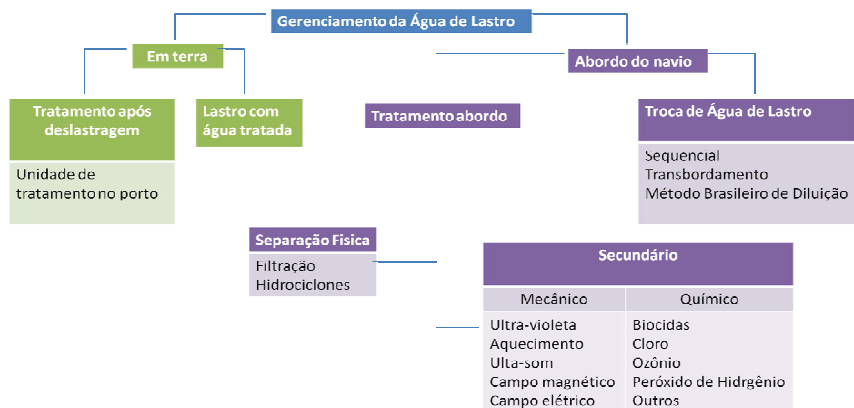 Gerenciamento da Água de Lastro
Em terra
Abordo do navio
Tratamento após
deslastragem
Unidade de
tratamento no porto
Lastro com
água tratada
Tratamento abordo
Troca de Água de Lastro
Sequencial
Transbordamento
Método Brasileiro de Diluição
Separação Fisica
Filtração
Hidrociclones
Secundário
Mecânico
Ultra-violeta
Aquecimento
Ulta-som
Campo magnético
Campo elétrico
Químico
Biocidas
Cloro
Ozônio
Peróxido de Hidrgênio
Outros